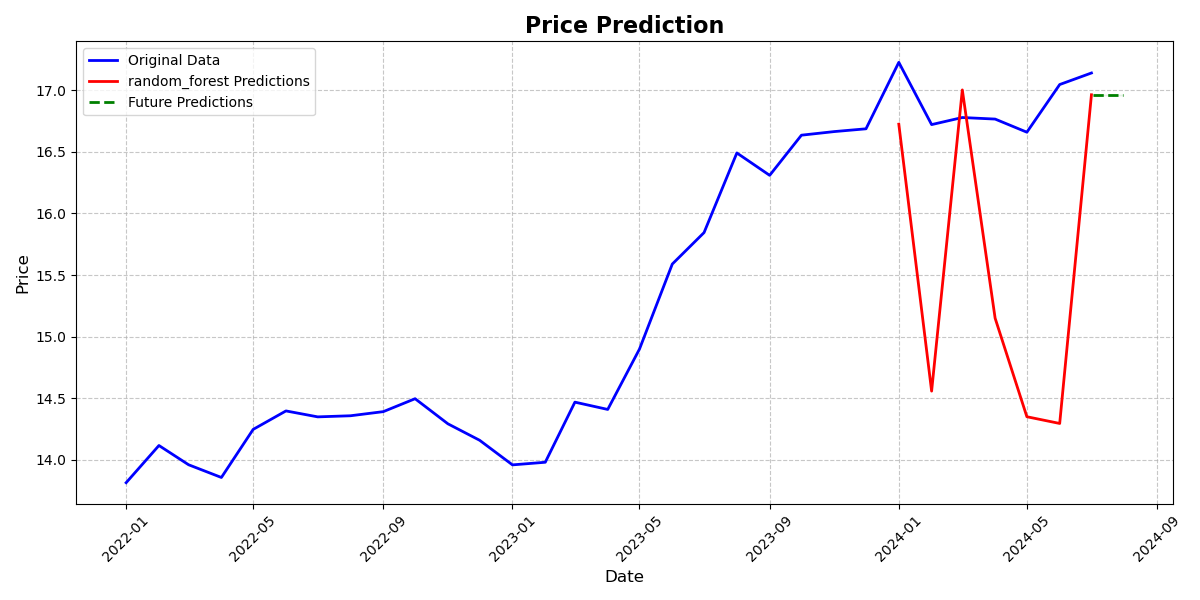 Price Prediction
Original Data
random_forest Predictions
Future Predictions
17.0
16.5
16.0
15.5
15.0
14.5
14.0
Price
2022-01
2022-05
2022-09
2023-01
2023-05
2023-09
2024-01
2024-05
2024-09
Date